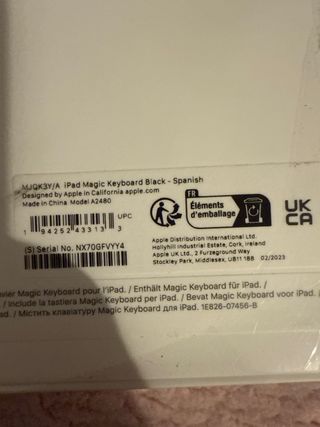 MJQK3Y/A iPad Magic Keyboard Black - Spanish
Designed by Apple in California apple.com
Made in China Model A2480
UPC
1 94252 43313 3
(S) Serial No. NX70GFVYY4
FR
Éléments
d'emballage
UK
CA
Apple Distribution International Ltd.
Hollyhill Industrial Estate, Cork, Ireland
Apple UK Ltd., 2 Furzeground Way
Stockley Park, Middlesex, UB11 1BB 02/2023
Magic Keyboard pour l'iPad. / Enthält Magic Keyboard für iPad. /
/ Include la tastiera Magic Keyboard per iPad. / Bevat Magic Keyboard voor iPad. /
/ Містить клавіатуру Magic Keyboard для iPad. 1E826-07456-B